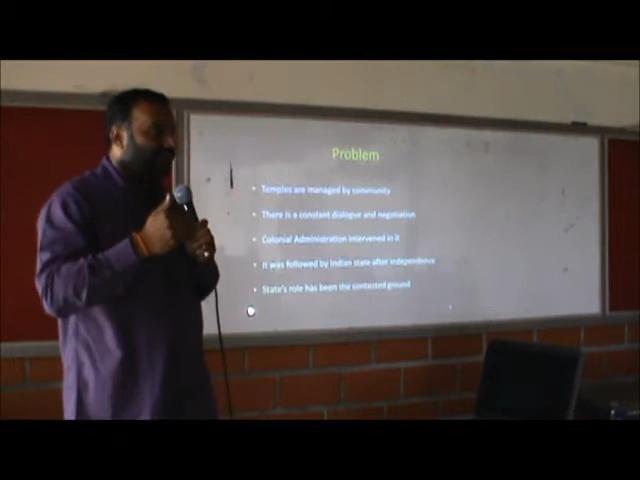 Problem
• Temples are managed by community
• There is a constant dialogue and negotiation
• Colonial Administration intervened in it
• It was followed by Indian state after independence
• State's role has been the contested ground